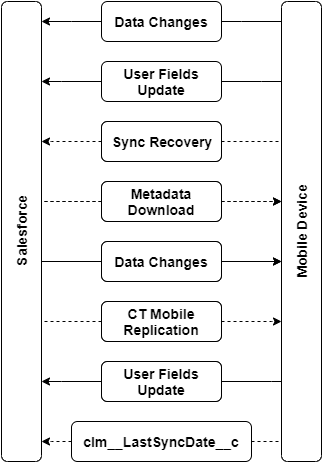 Salesforce
Data Changes
User Fields
Update
Sync Recovery
Metadata
Download
Data Changes
CT Mobile
Replication
User Fields
Update
clm__LastSyncDate__c
Mobile Device